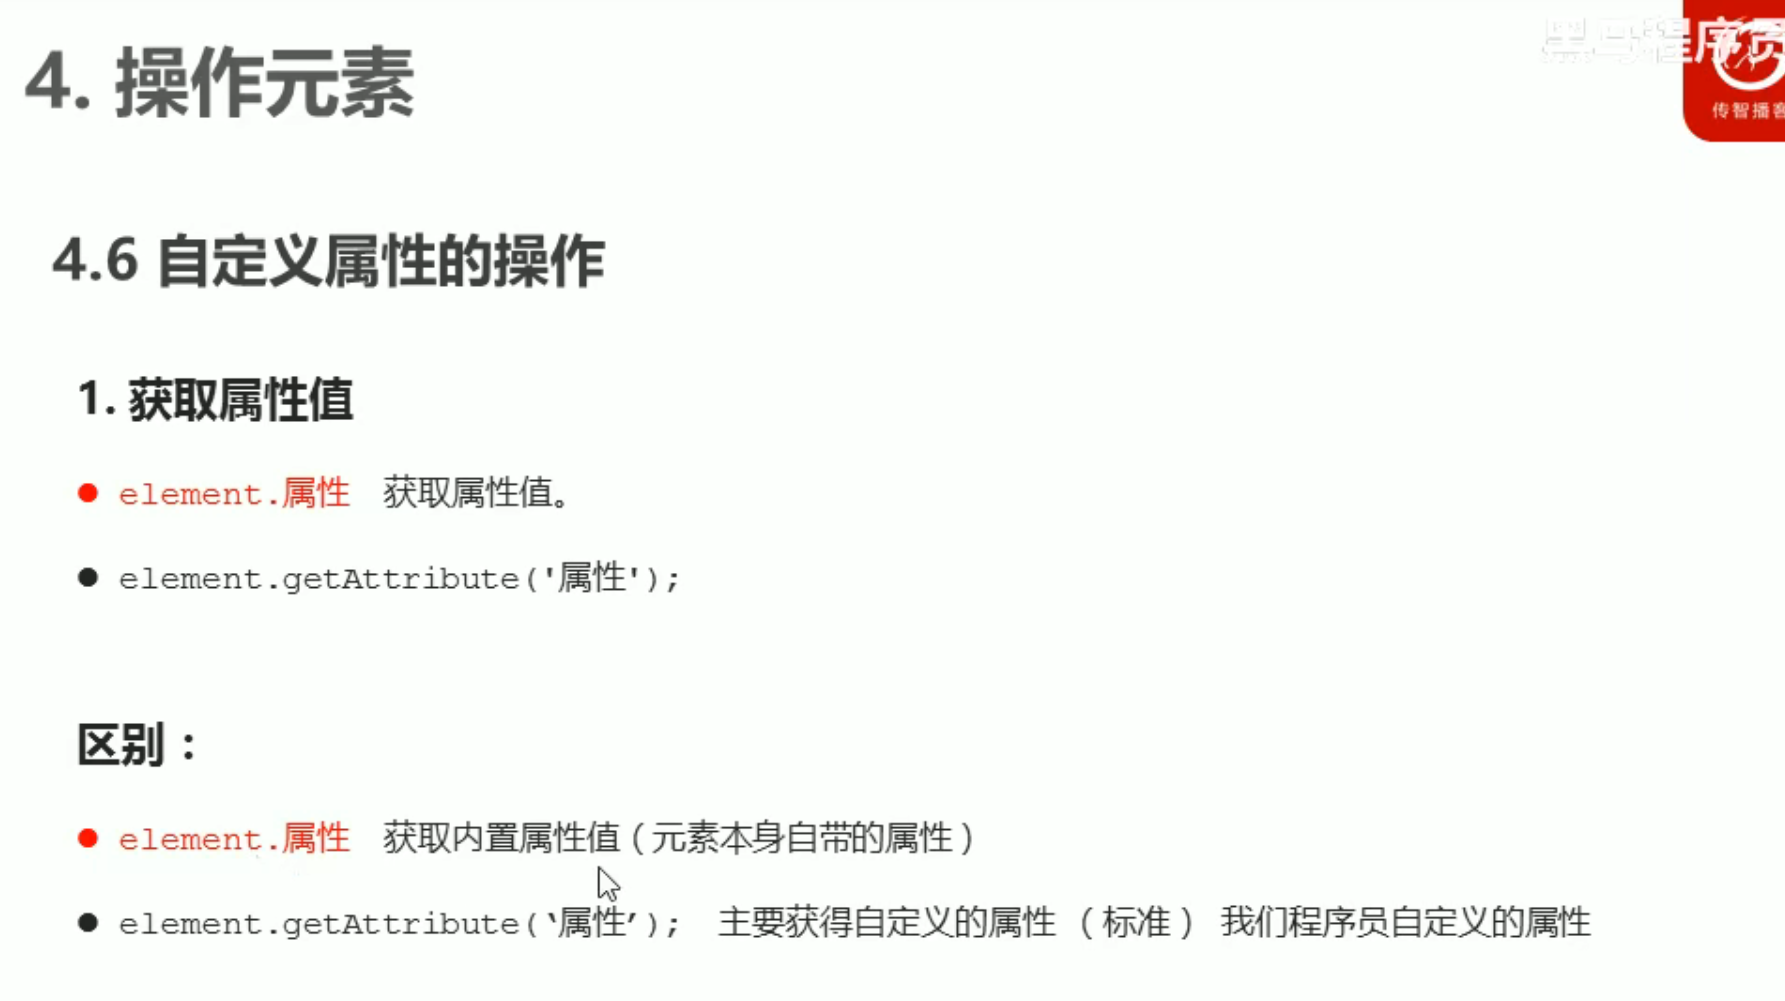 黑马程序员
传智播客
4. 操作元素
4.6 自定义属性的操作
1. 获取属性值
● element.属性 获取属性值。
● element.getAttribute('属性');
区别：
● element.属性 获取内置属性值（元素本身自带的属性）
● element.getAttribute(‘属性’); 主要获得自定义的属性 （标准） 我们程序员自定义的属性